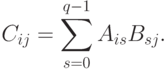 C_{ij} = \sum_{s=0}^{q-1} A_{is} B_{sj}.